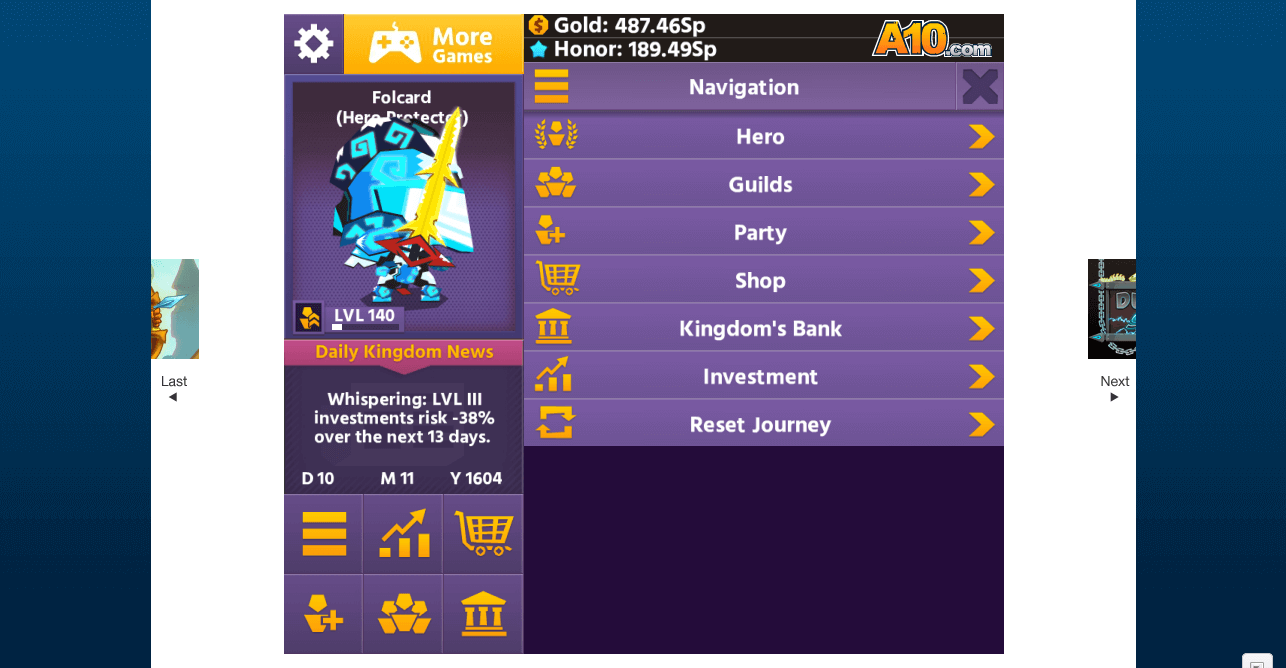 More
Games
Gold: 487.46Sp
Honor: 189.49Sp
A10.com
Navigation
Folcard
(Hero Protector)
LVL 140
Daily Kingdom News
Whispering: LVL III
investments risk -38%
over the next 13 days.
D 10 M 11 Y 1604
Hero
Guilds
Party
Shop
Kingdom's Bank
Investment
Reset Journey
Last
Next